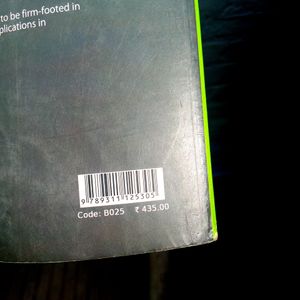 to be firm-footed in
plications in
9 789311 125305
Code: B025 ₹ 435.00